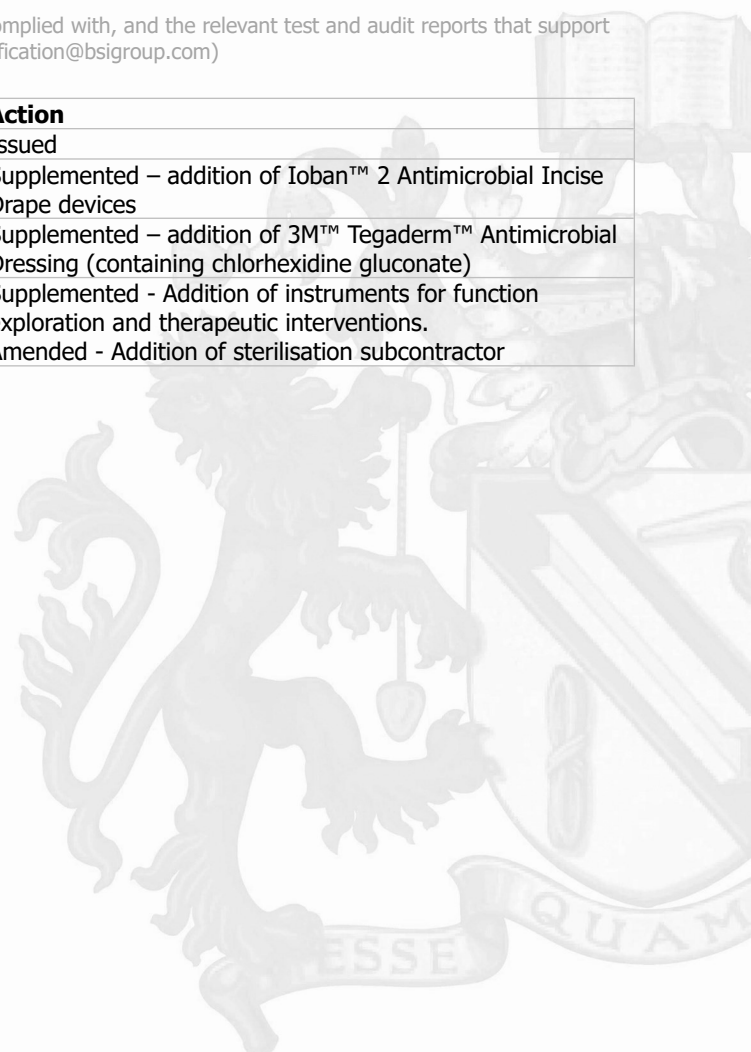 omplied with, and the relevant test and audit reports that support
fication@bsigroup.com)
Action
Issued
Supplemented – addition of Ioban™ 2 Antimicrobial Incise
Drape devices
Supplemented – addition of 3M™ Tegaderm™ Antimicrobial
Dressing (containing chlorhexidine gluconate)
Supplemented - Addition of instruments for function
exploration and therapeutic interventions.
Amended - Addition of sterilisation subcontractor
ESSE QUAM